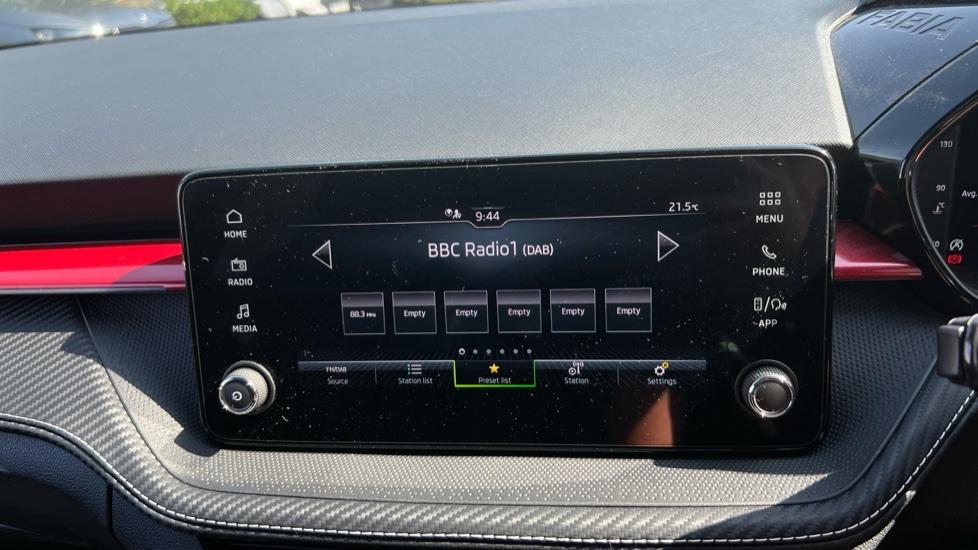 FABIA
9:44
21.5°C
HOME
BBC Radio1 (DAB)
MENU
RADIO
PHONE
MEDIA
88.3 MHz
Empty
Empty
Empty
Empty
Empty
APP
FM/DAB
Source
Station list
Preset list
Station
Settings
130
90
Avg.
°C
(P)